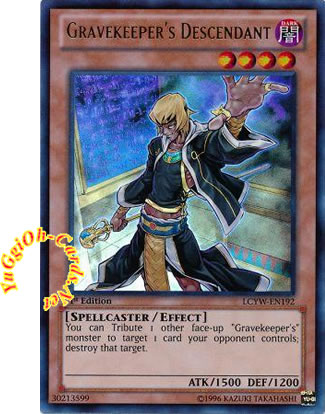 GRAVEKEEPER'S DESCENDANT
DARK
闇
YuGgiOh-Cards.Net
1st Edition
LCYW-EN192
[SPELLCASTER / EFFECT]
You can Tribute 1 other face-up "Gravekeeper's"
monster to target 1 card your opponent controls;
destroy that target.
ATK/1500 DEF/1200
30213599
©1996 KAZUKI TAKAHASHI